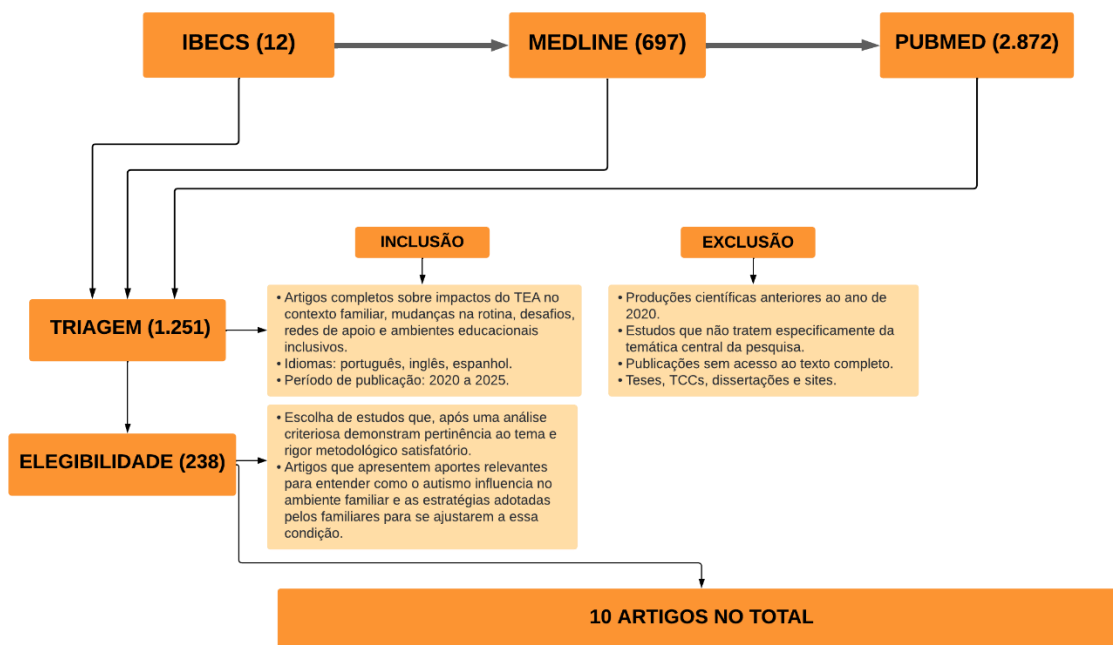 IBECS (12)
MEDLINE (697)
PUBMED (2.872)
INCLUSÃO
EXCLUSÃO
TRIAGEM (1.251)
• Artigos completos sobre impactos do TEA no
contexto familiar, mudanças na rotina, desafios,
redes de apoio e ambientes educacionais
inclusivos.
• Idiomas: português, inglês, espanhol.
• Período de publicação: 2020 a 2025.
• Produções científicas anteriores ao ano de
2020.
• Estudos que não tratem especificamente da
temática central da pesquisa.
• Publicações sem acesso ao texto completo.
• Teses, TCCs, dissertações e sites.
ELEGIBILIDADE (238)
• Escolha de estudos que, após uma análise
criteriosa demonstram pertinência ao tema e
rigor metodológico satisfatório.
• Artigos que apresentem aportes relevantes
para entender como o autismo influencia no
ambiente familiar e as estratégias adotadas
pelos familiares para se ajustarem a essa
condição.
10 ARTIGOS NO TOTAL